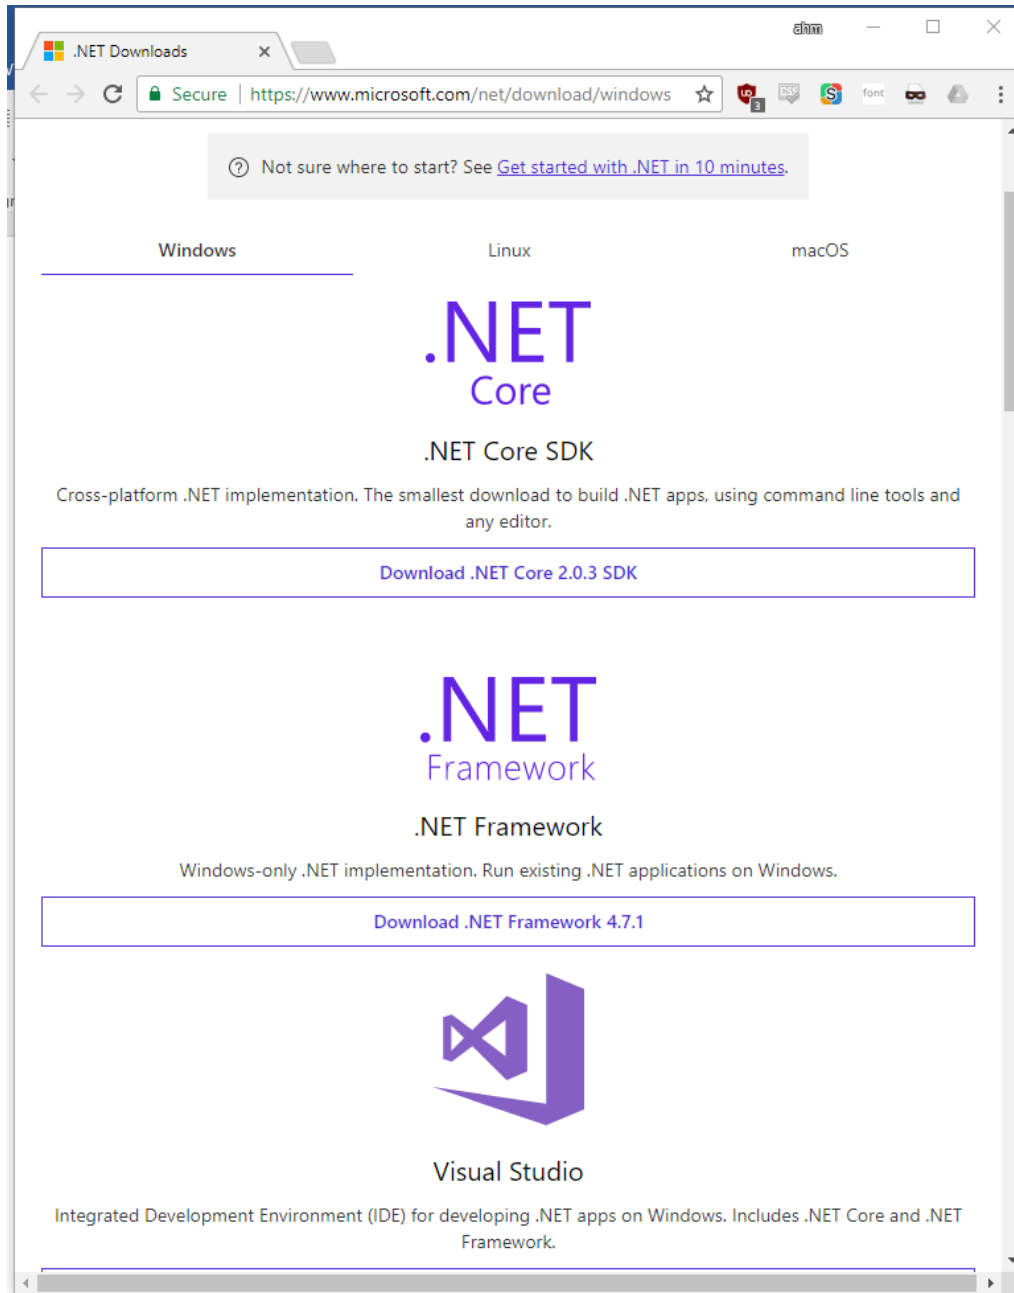 ahm
.NET Downloads
Secure | https://www.microsoft.com/net/download/windows
3
CSS
S
font
Not sure where to start? See Get started with .NET in 10 minutes.
Windows
Linux
macOS
.NET
Core
.NET Core SDK
Cross-platform .NET implementation. The smallest download to build .NET apps, using command line tools and
any editor.
Download .NET Core 2.0.3 SDK
.NET
Framework
.NET Framework
Windows-only .NET implementation. Run existing .NET applications on Windows.
Download .NET Framework 4.7.1
Visual Studio
Integrated Development Environment (IDE) for developing .NET apps on Windows. Includes .NET Core and .NET
Framework.